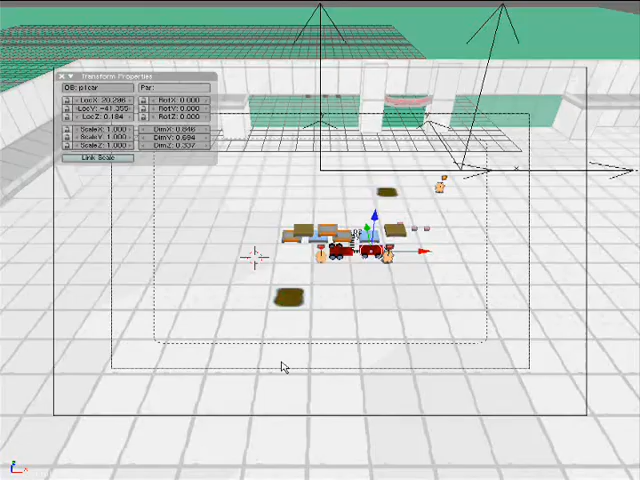 Transform Properties
OB: p1car
Par:
LocX: 20.286
RotX: 0.000
LocY: -41.355
RotY: 0.000
LocZ: 0.184
RotZ: 0.000
ScaleX: 1.000
DimX: 0.846
ScaleY: 1.000
DimY: 0.694
ScaleZ: 1.000
DimZ: 0.337
Link Scale